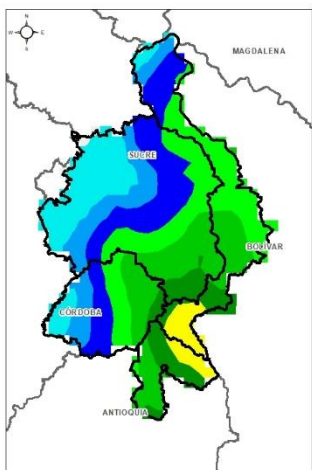 N
W E
S
MAGDALENA
SUCRE
BOLIVAR
CORDOBA
ANTIOQUIA